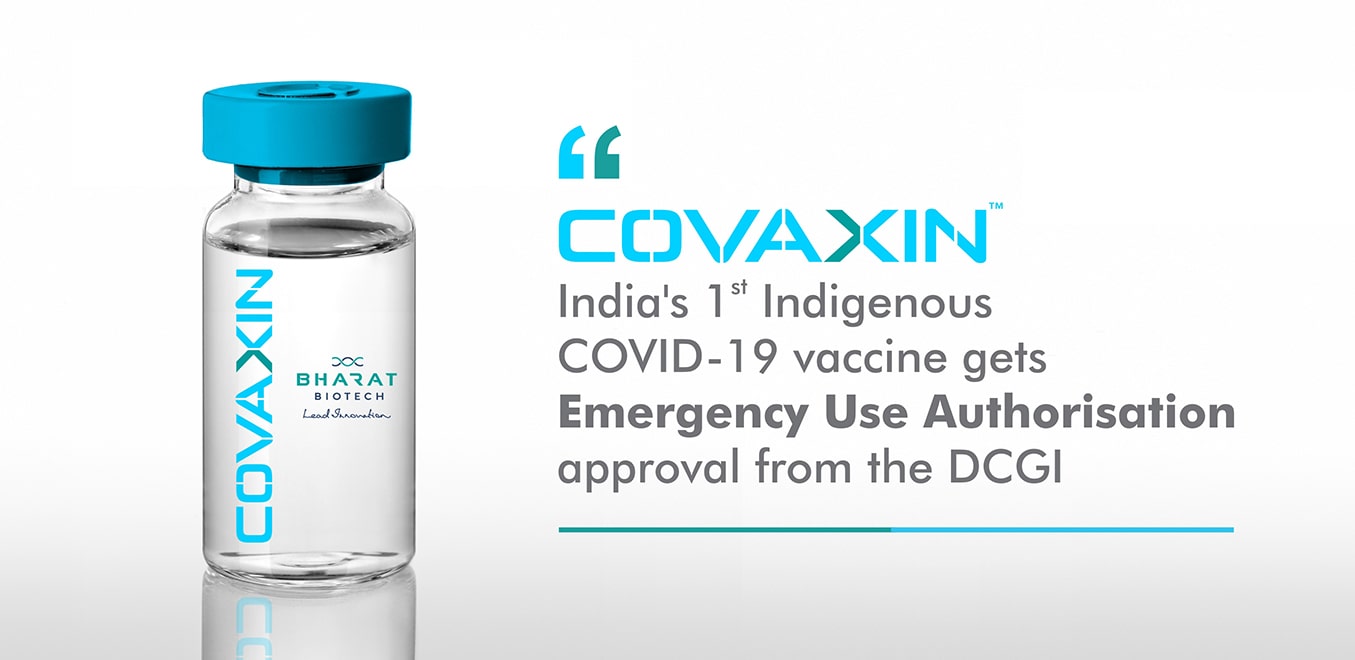 COVAXIN
BHARAT
BIOTECH
Lead Innovation
“
COVAXIN™
India's 1st Indigenous
COVID-19 vaccine gets
Emergency Use Authorisation
approval from the DCGI